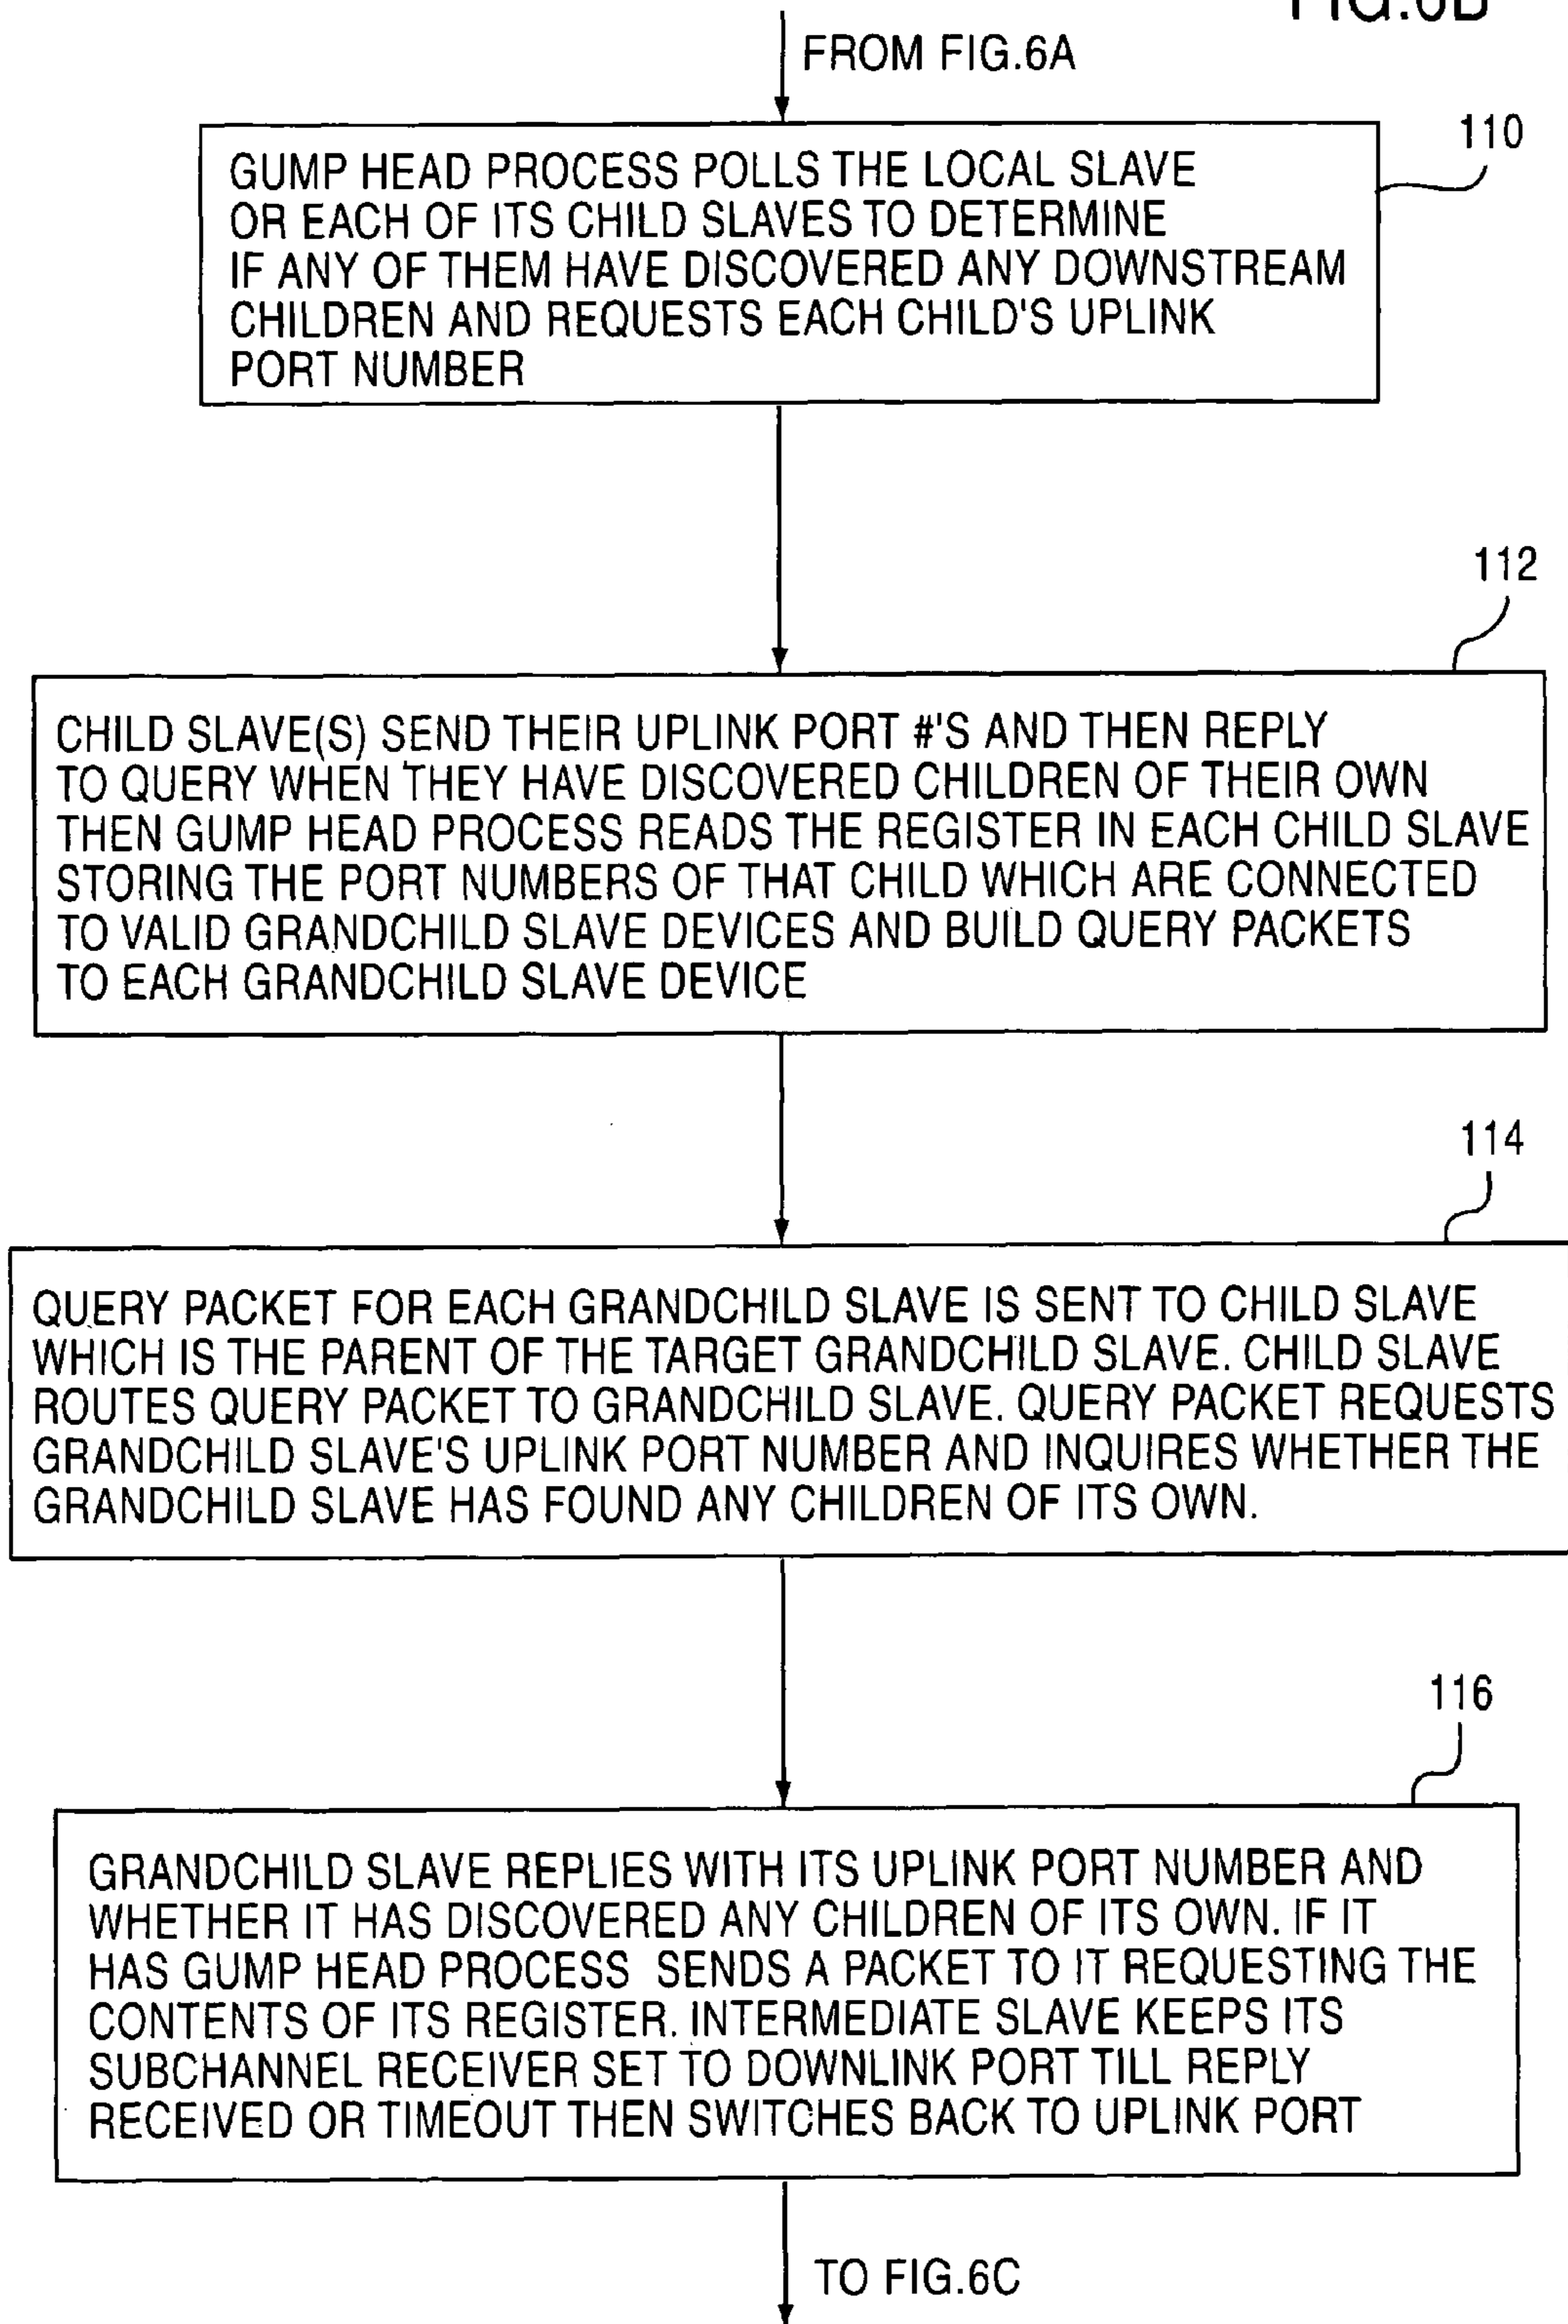 FIG.6B
FROM FIG.6A
110
GUMP HEAD PROCESS POLLS THE LOCAL SLAVE
OR EACH OF ITS CHILD SLAVES TO DETERMINE
IF ANY OF THEM HAVE DISCOVERED ANY DOWNSTREAM
CHILDREN AND REQUESTS EACH CHILD'S UPLINK
PORT NUMBER
112
CHILD SLAVE(S) SEND THEIR UPLINK PORT #'S AND THEN REPLY
TO QUERY WHEN THEY HAVE DISCOVERED CHILDREN OF THEIR OWN
THEN GUMP HEAD PROCESS READS THE REGISTER IN EACH CHILD SLAVE
STORING THE PORT NUMBERS OF THAT CHILD WHICH ARE CONNECTED
TO VALID GRANDCHILD SLAVE DEVICES AND BUILD QUERY PACKETS
TO EACH GRANDCHILD SLAVE DEVICE
114
QUERY PACKET FOR EACH GRANDCHILD SLAVE IS SENT TO CHILD SLAVE
WHICH IS THE PARENT OF THE TARGET GRANDCHILD SLAVE. CHILD SLAVE
ROUTES QUERY PACKET TO GRANDCHILD SLAVE. QUERY PACKET REQUESTS
GRANDCHILD SLAVE'S UPLINK PORT NUMBER AND INQUIRES WHETHER THE
GRANDCHILD SLAVE HAS FOUND ANY CHILDREN OF ITS OWN.
116
GRANDCHILD SLAVE REPLIES WITH ITS UPLINK PORT NUMBER AND
WHETHER IT HAS DISCOVERED ANY CHILDREN OF ITS OWN. IF IT
HAS GUMP HEAD PROCESS SENDS A PACKET TO IT REQUESTING THE
CONTENTS OF ITS REGISTER. INTERMEDIATE SLAVE KEEPS ITS
SUBCHANNEL RECEIVER SET TO DOWNLINK PORT TILL REPLY
RECEIVED OR TIMEOUT THEN SWITCHES BACK TO UPLINK PORT
TO FIG.6C